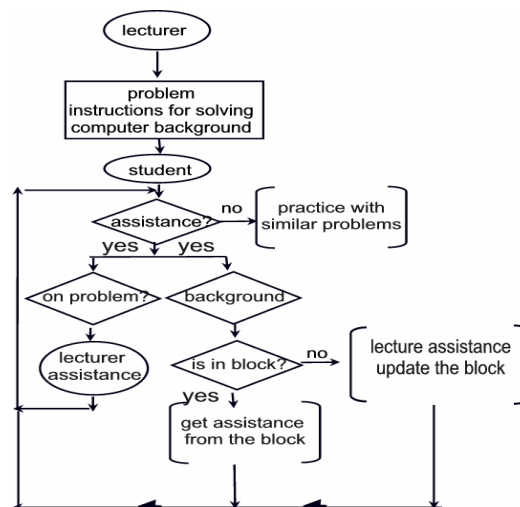 lecturer
problem
instructions for solving
computer background
student
assistance?
no
practice with
similar problems
yes
yes
on problem?
background
lecturer
assistance
is in block?
no
lecture assistance
update the block
yes
get assistance
from the block